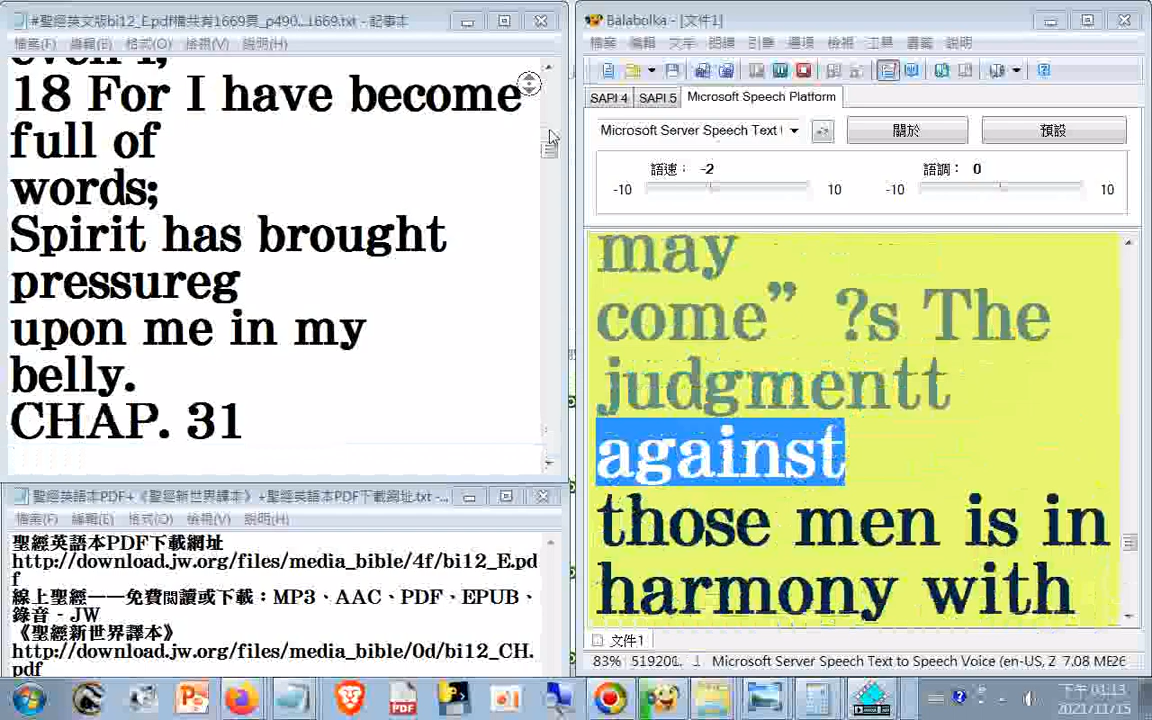 #聖經英文版bi12_E.pdf檔共有1669頁_p490...1669.txt - 記事本
檔案(F) 編輯(E) 格式(O) 檢視(V) 說明(H)
even I;
18 For I have become
full of
words;
Spirit has brought
pressureg
upon me in my
belly.
CHAP. 31
聖經英語本PDF+《聖經新世界譯本》+聖經英語本PDF下載網址.txt -...
檔案(F) 編輯(E) 格式(O) 檢視(V) 說明(H)
聖經英語本PDF下載網址
http://download.jw.org/files/media_bible/4f/bi12_E.pd
f
線上聖經——免費閱讀或下載：MP3、AAC、PDF、EPUB、
錄音 - JW
《聖經新世界譯本》
http://download.jw.org/files/media_bible/0d/bi12_CH.
pdf
Balabolka - [文件1]
檔案 編輯 文字 朗讀 引擎 選項 檢視 工具 書籤 說明
SAPI 4 SAPI 5 Microsoft Speech Platform
Microsoft Server Speech Text 關於 預設
語速： -2 語調： 0
-10 10 -10 10
may
come” ?s The
judgmentt
against
those men is in
harmony with
文件1
83% 519201. Microsoft Server Speech Text to Speech Voice (en-US, Z 7.08 ME26
下午 01:13
2021/11/15